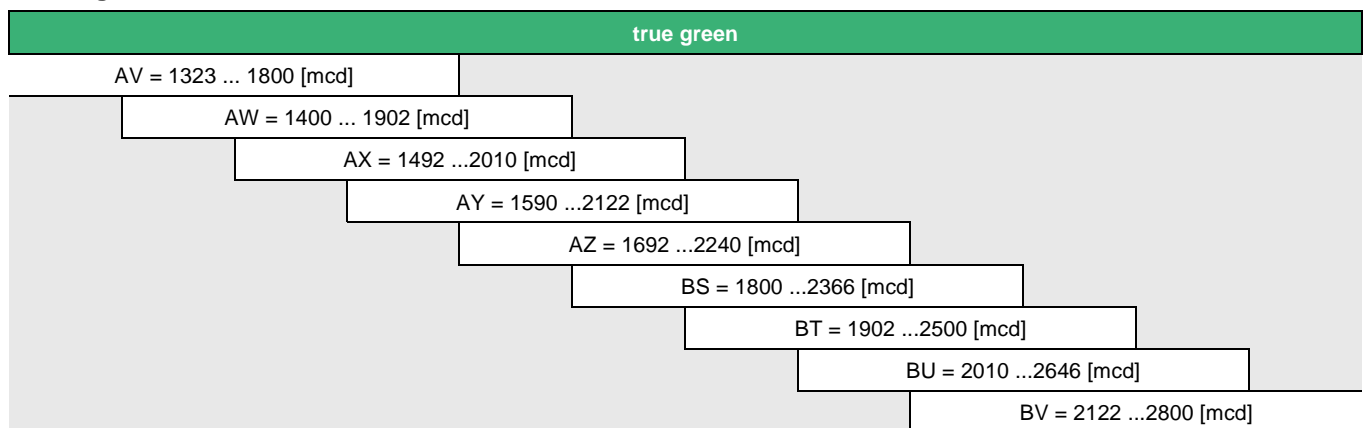 true green
AV = 1323 ... 1800 [mcd]
AW = 1400 ... 1902 [mcd]
AX = 1492 ...2010 [mcd]
AY = 1590 ...2122 [mcd]
AZ = 1692 ...2240 [mcd]
BS = 1800 ...2366 [mcd]
BT = 1902 ...2500 [mcd]
BU = 2010 ...2646 [mcd]
BV = 2122 ...2800 [mcd]